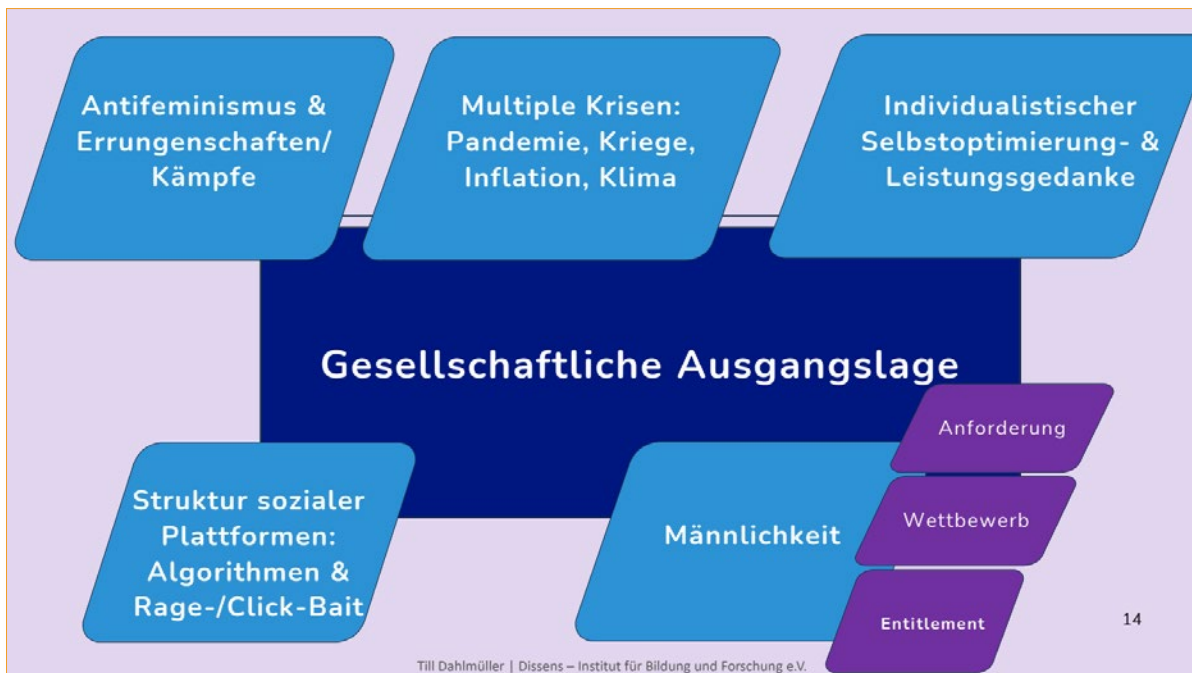 Antifeminismus &
Errungenschaften/
Kämpfe
Multiple Krisen:
Pandemie, Kriege,
Inflation, Klima
Individualistischer
Selbstoptimierung- &
Leistungsgedanke
Gesellschaftliche Ausgangslage
Struktur sozialer
Plattformen:
Algorithmen &
Rage-/Click-Bait
Männlichkeit
Anforderung
Wettbewerb
Entitlement
14
Till Dahlmüller | Dissens – Institut für Bildung und Forschung e.V.